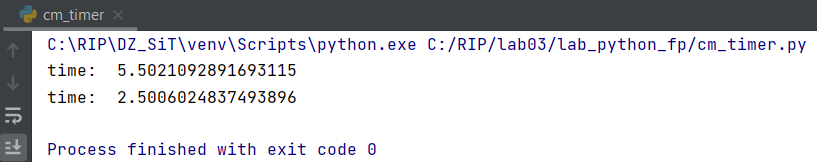 cm_timer
C:\RIP\DZ_SiT\venv\Scripts\python.exe C:/RIP/lab03/lab_python_fp/cm_timer.py
time:  5.5021092891693115
time:  2.5006024837493896
Process finished with exit code 0